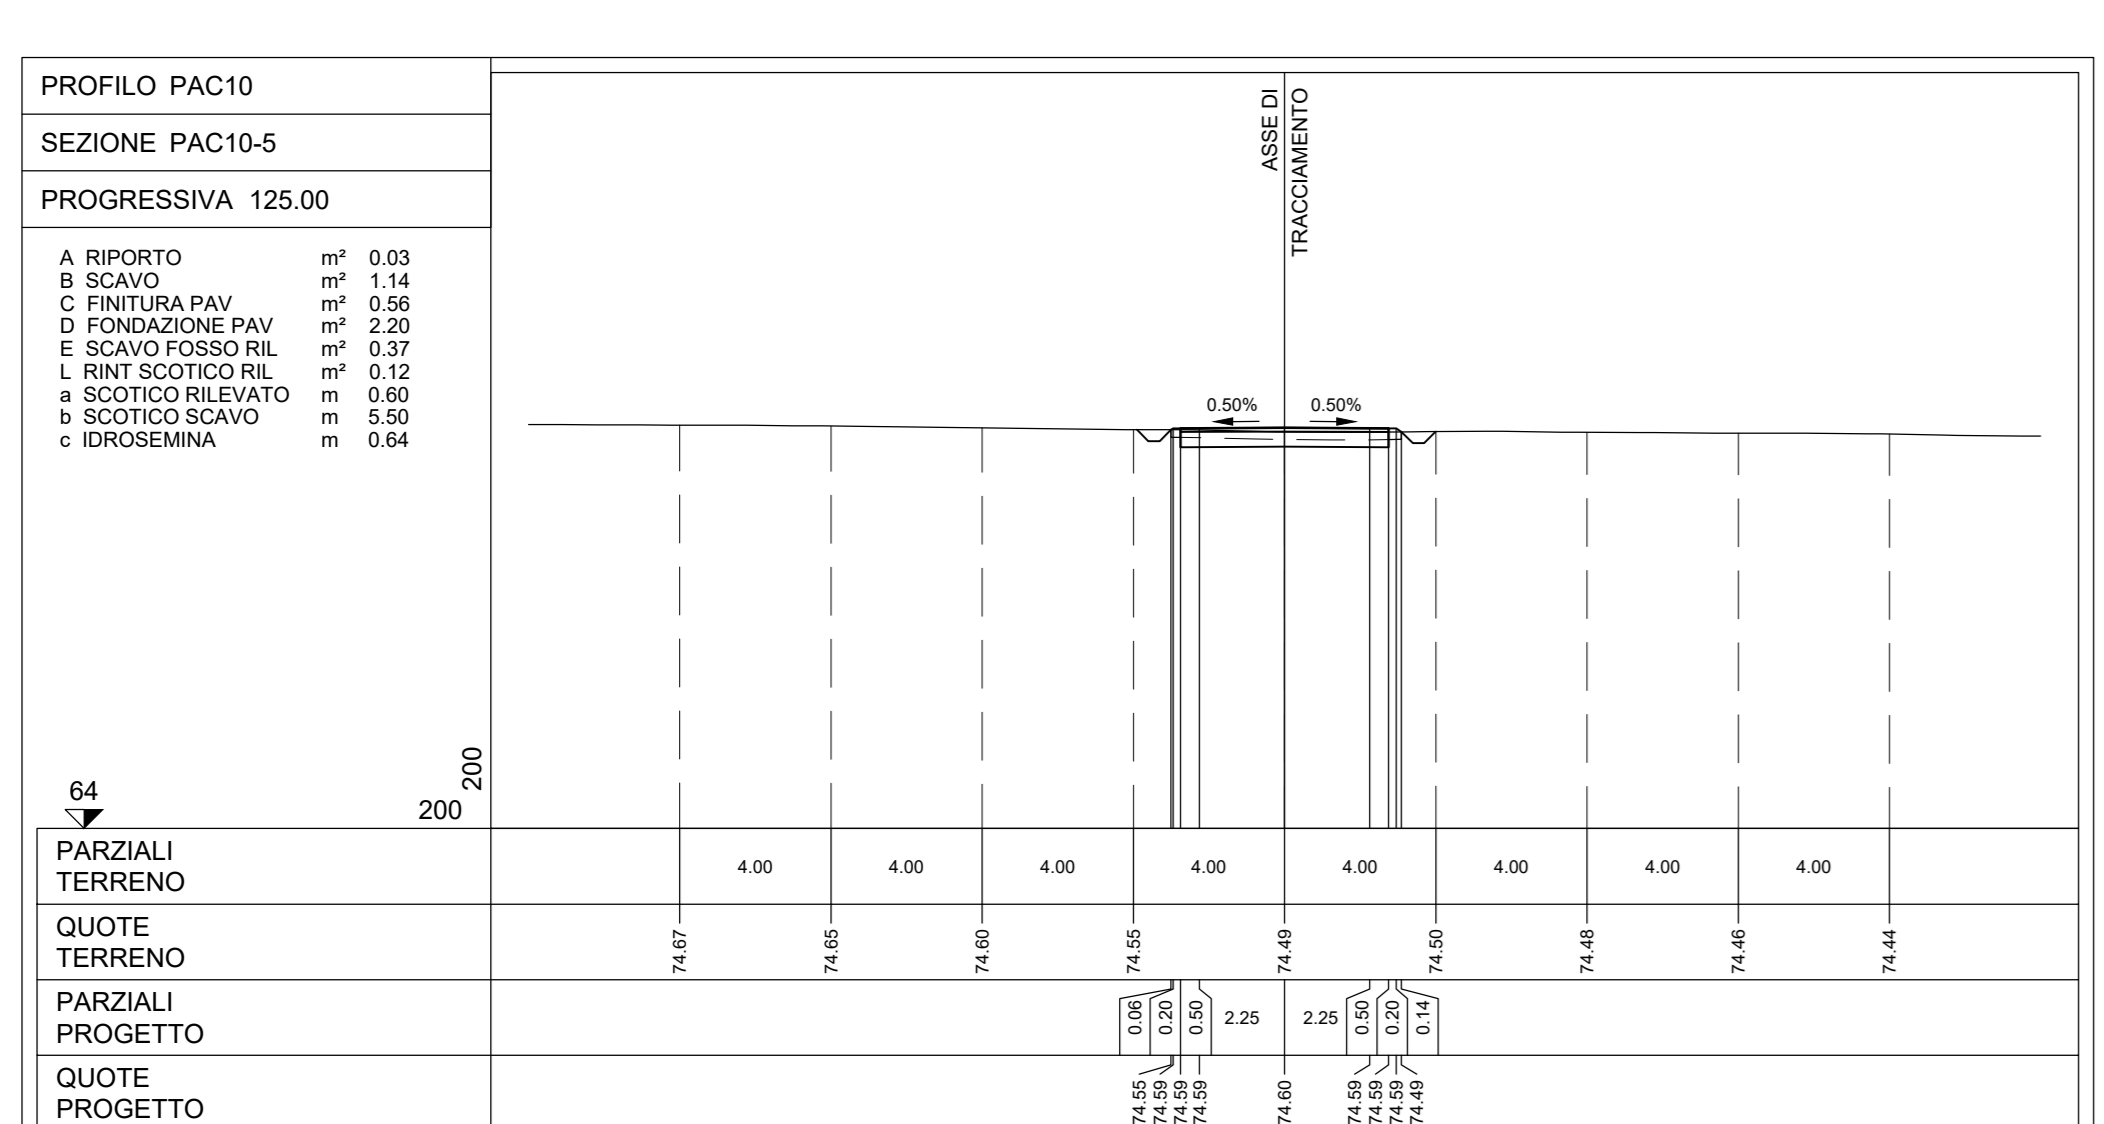 PROFILO PAC10
SEZIONE PAC10-5
PROGRESSIVA 125.00
A RIPORTO m² 0.03
B SCAVO m² 1.14
C FINITURA PAV m² 0.56
D FONDAZIONE PAV m² 2.20
E SCAVO FOSSO RIL m² 0.37
L RINT SCOTICO RIL m² 0.12
a SCOTICO RILEVATO m 0.60
b SCOTICO SCAVO m 5.50
c IDROSEMINA m 0.64
ASSE DI
TRACCIAMENTO
0.50% 0.50%
64
200
200
PARZIALI
TERRENO
4.00 4.00 4.00 4.00 4.00 4.00 4.00 4.00
QUOTE
TERRENO
74.67 74.65 74.60 74.55 74.49 74.50 74.48 74.46 74.44
PARZIALI
PROGETTO
0.06 0.20 0.50 2.25 2.25 0.50 0.20 0.14
QUOTE
PROGETTO
74.55 74.59 74.59 74.59 74.60 74.59 74.59 74.59 74.49